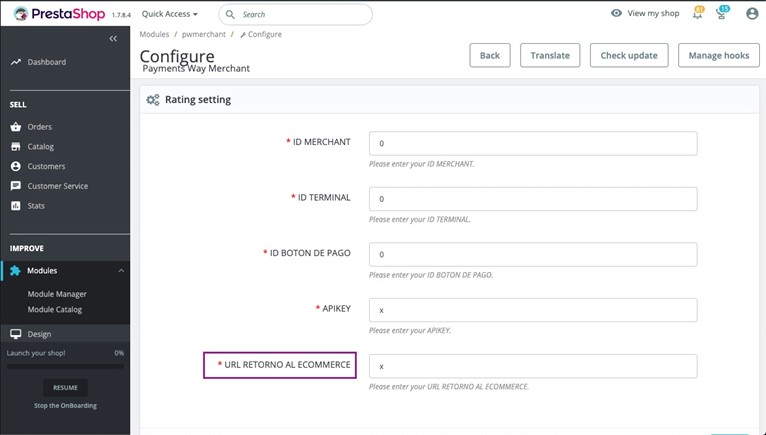 PrestaShop 1.7.8.4 Quick Access Search View my shop 81 15
Modules / pwmerchant / Configure
Configure
Payments Way Merchant
Back Translate Check update Manage hooks
Dashboard
SELL
Orders
Catalog
Customers
Customer Service
Stats
IMPROVE
Modules
Module Manager
Module Catalog
Design
Launch your shop! 0%
RESUME
Stop the OnBoarding
Rating setting
* ID MERCHANT 0
Please enter your ID MERCHANT.
* ID TERMINAL 0
Please enter your ID TERMINAL.
* ID BOTON DE PAGO 0
Please enter your ID BOTON DE PAGO.
* APIKEY x
Please enter your APIKEY.
* URL RETORNO AL ECOMMERCE x
Please enter your URL RETORNO AL ECOMMERCE.